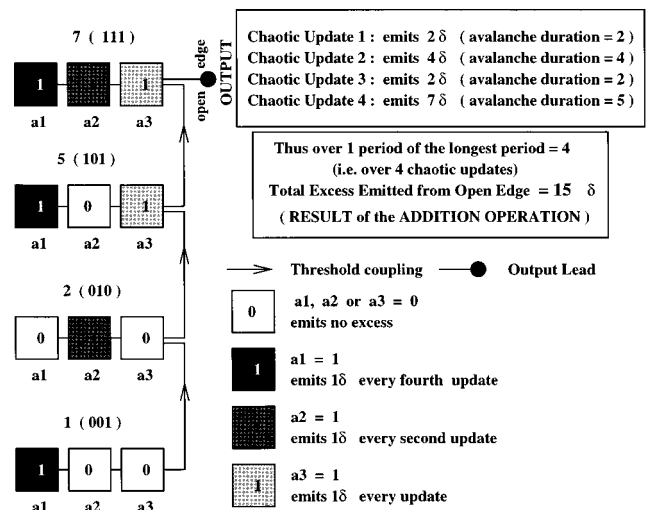 7 ( 111)
1 1
a1 a2 a3
open edge
OUTPUT
Chaotic Update 1 : emits 2 δ ( avalanche duration = 2 )
Chaotic Update 2 : emits 4 δ ( avalanche duration = 4 )
Chaotic Update 3 : emits 2 δ ( avalanche duration = 2 )
Chaotic Update 4 : emits 7 δ ( avalanche duration = 5 )
Thus over 1 period of the longest period = 4
(i.e. over 4 chaotic updates)
Total Excess Emitted from Open Edge = 15 δ
( RESULT of the ADDITION OPERATION )
5 (101)
1 0 1
a1 a2 a3
2 (010)
0 0
a1 a2 a3
1 (001)
1 0 0
a1 a2 a3
Threshold coupling
Output Lead
0
a1, a2 or a3 = 0
emits no excess
1
a1 = 1
emits 1δ every fourth update
a2 = 1
emits 1δ every second update
1
a3 = 1
emits 1δ every update